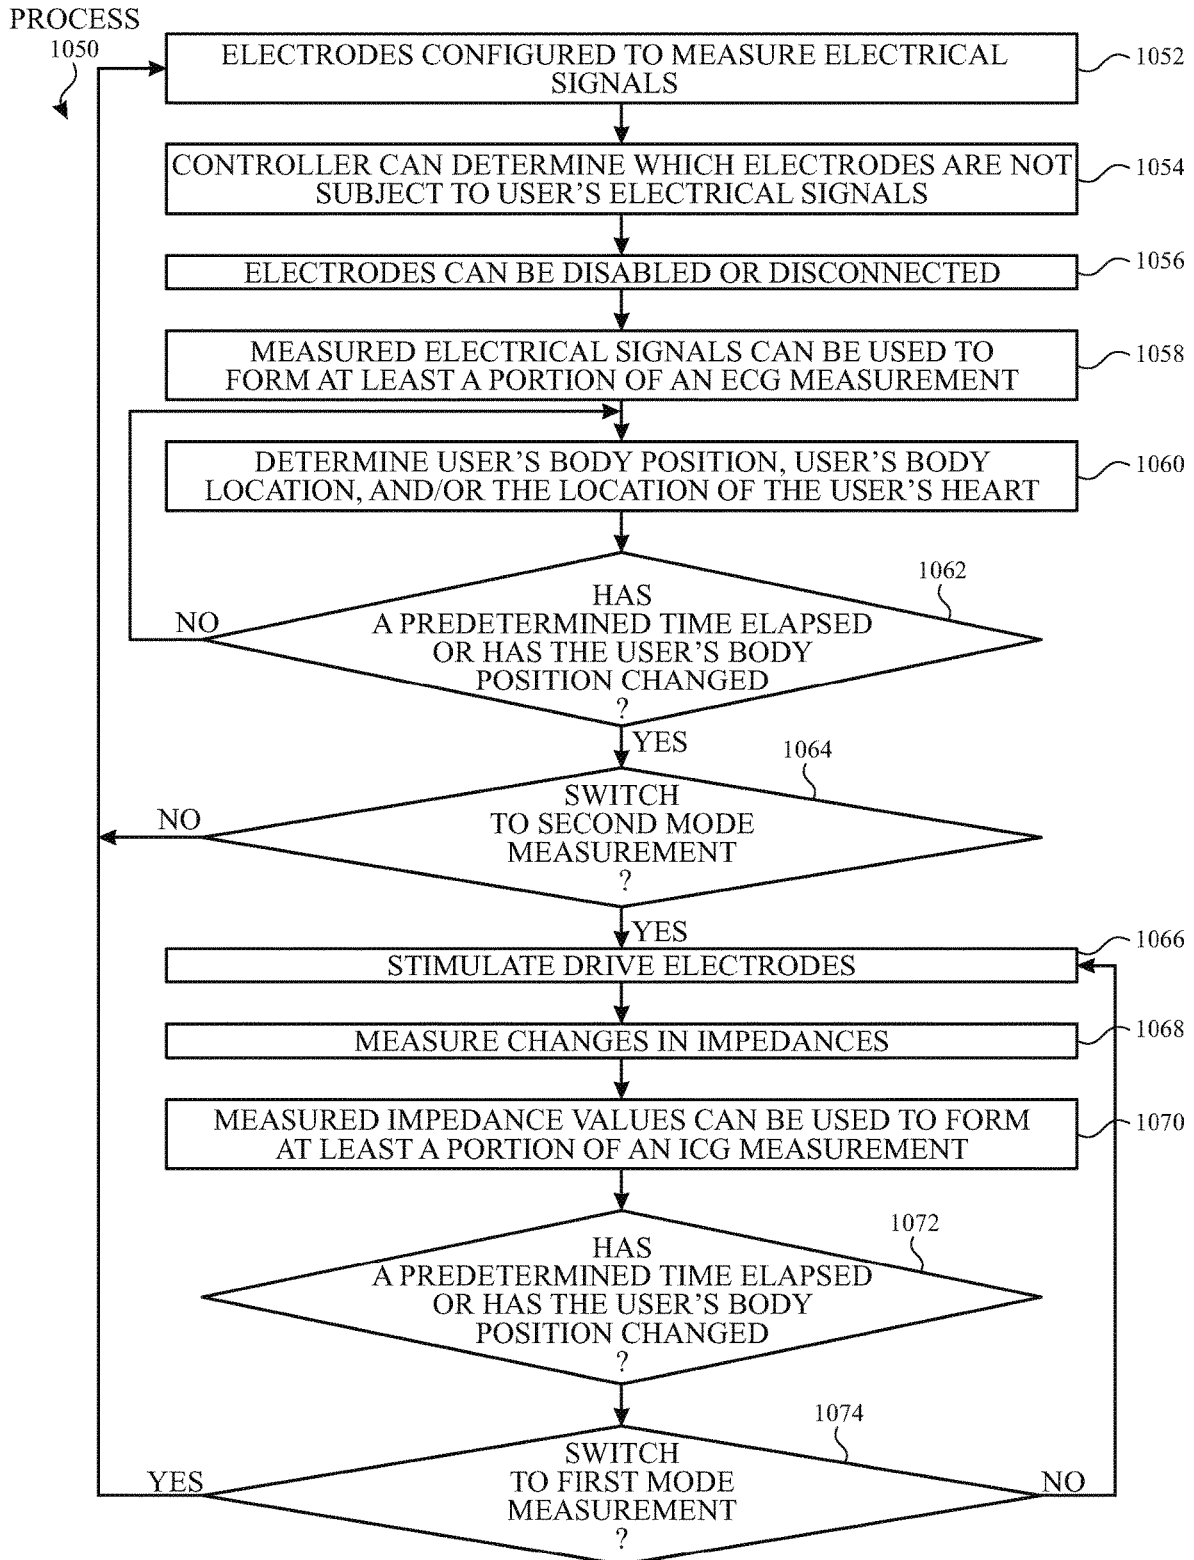 PROCESS
1050
ELECTRODES CONFIGURED TO MEASURE ELECTRICAL
SIGNALS
1052
CONTROLLER CAN DETERMINE WHICH ELECTRODES ARE NOT
SUBJECT TO USER'S ELECTRICAL SIGNALS
1054
ELECTRODES CAN BE DISABLED OR DISCONNECTED
1056
MEASURED ELECTRICAL SIGNALS CAN BE USED TO
FORM AT LEAST A PORTION OF AN ECG MEASUREMENT
1058
DETERMINE USER'S BODY POSITION, USER'S BODY
LOCATION, AND/OR THE LOCATION OF THE USER'S HEART
1060
HAS
A PREDETERMINED TIME ELAPSED
OR HAS THE USER'S BODY
POSITION CHANGED
?
1062
NO
YES
SWITCH
TO SECOND MODE
MEASUREMENT
?
1064
NO
YES
STIMULATE DRIVE ELECTRODES
1066
MEASURE CHANGES IN IMPEDANCES
1068
MEASURED IMPEDANCE VALUES CAN BE USED TO FORM
AT LEAST A PORTION OF AN ICG MEASUREMENT
1070
HAS
A PREDETERMINED TIME ELAPSED
OR HAS THE USER'S BODY
POSITION CHANGED
?
1072
SWITCH
TO FIRST MODE
MEASUREMENT
?
1074
YES
NO